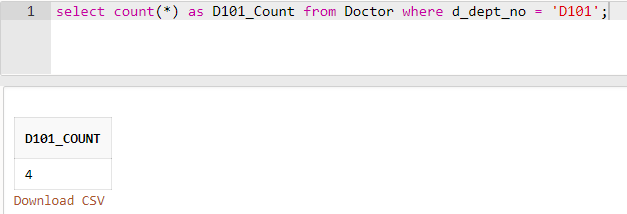 1 select count(*) as D101_Count from Doctor where d_dept_no = 'D101';
D101_COUNT
4
Download CSV